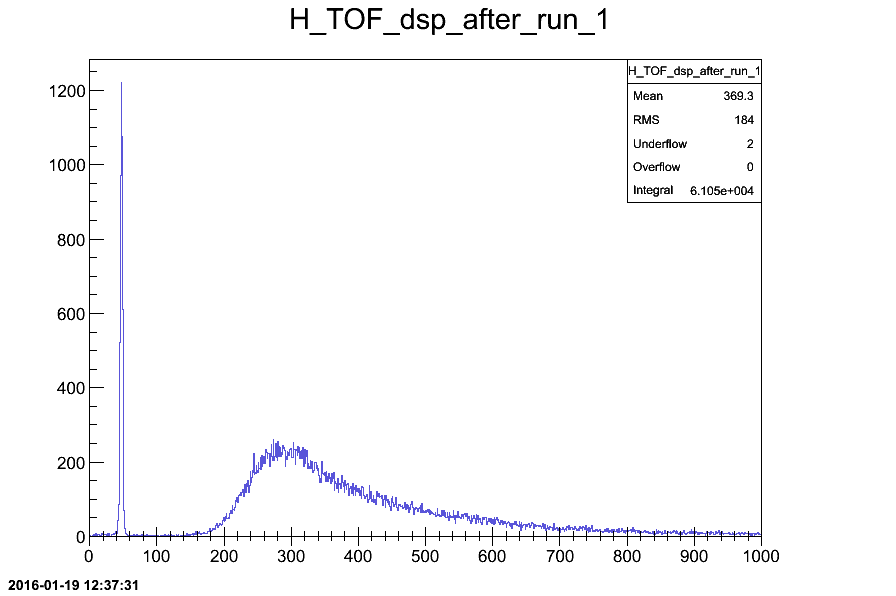 H_TOF_dsp_after_run_1
H_TOF_dsp_after_run_1
Mean 369.3
RMS 184
Underflow 2
Overflow 0
Integral 6.105e+004
1200
1000
800
600
400
200
0
0 100 200 300 400 500 600 700 800 900 1000
2016-01-19 12:37:31